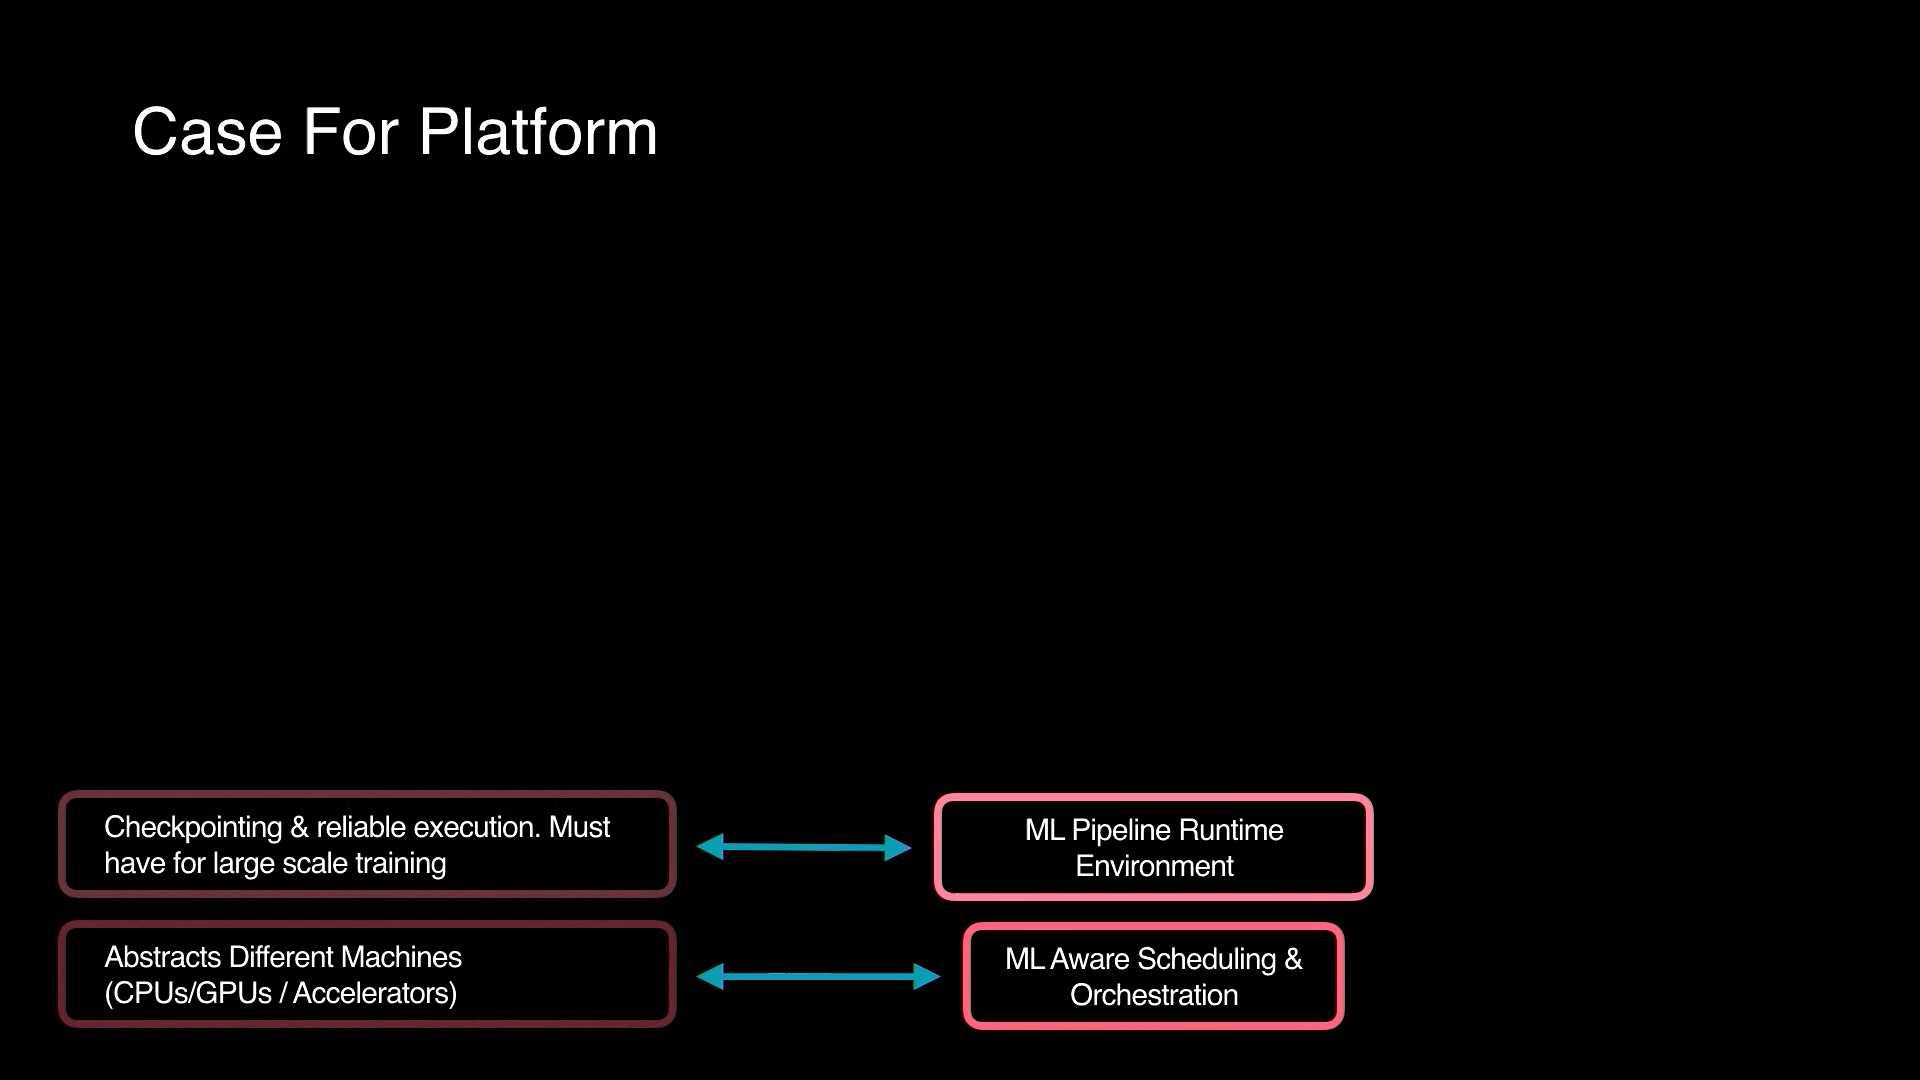 Case For Platform
Checkpointing & reliable execution. Must
have for large scale training
ML Pipeline Runtime
Environment
Abstracts Different Machines
(CPUs/GPUs / Accelerators)
ML Aware Scheduling &
Orchestration